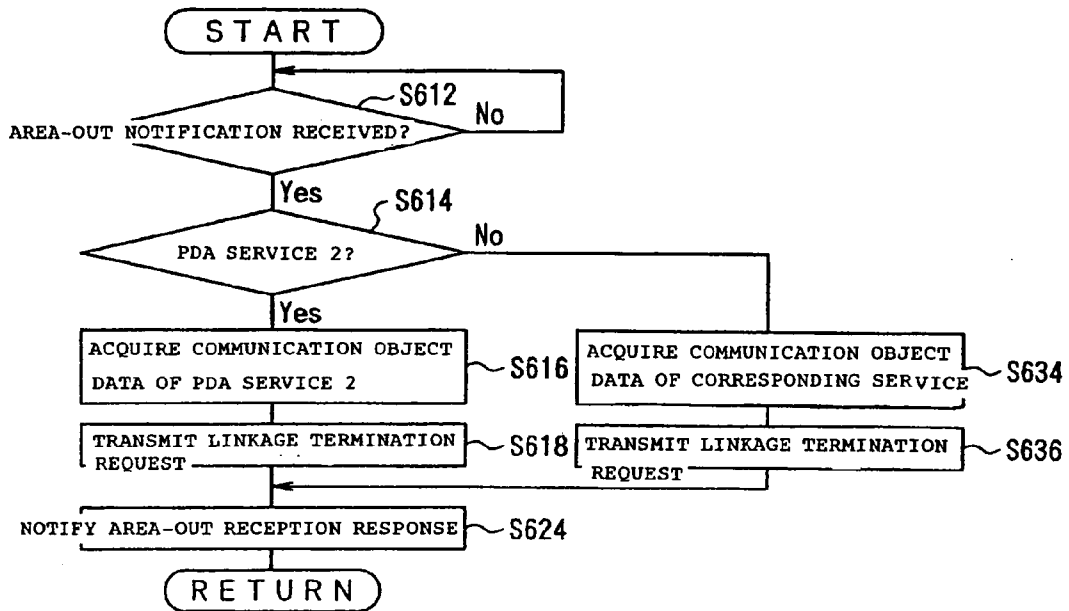 START
S612
No
AREA-OUT NOTIFICATION RECEIVED?
Yes
S614
No
PDA SERVICE 2?
Yes
ACQUIRE COMMUNICATION OBJECT
DATA OF PDA SERVICE 2
S616
ACQUIRE COMMUNICATION OBJECT
DATA OF CORRESPONDING SERVICE
S634
TRANSMIT LINKAGE TERMINATION
REQUEST
S618
TRANSMIT LINKAGE TERMINATION
REQUEST
S636
NOTIFY AREA-OUT RECEPTION RESPONSE
S624
RETURN